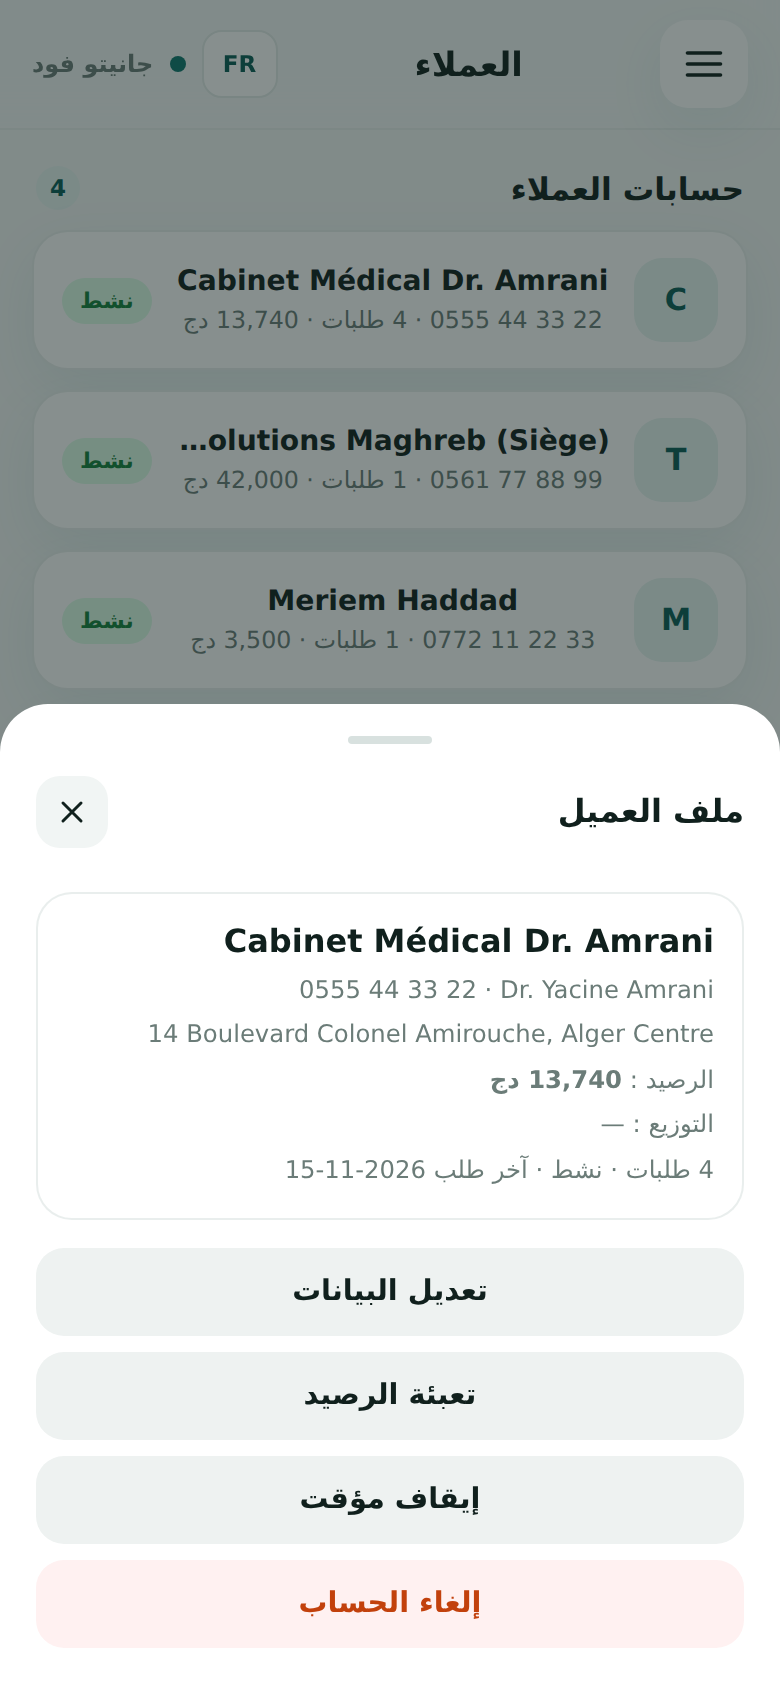 العملاء
FR
جانيتو فود
حسابات العملاء
4
C
Cabinet Médical Dr. Amrani
0555 44 33 22 · 4 طلبات · 13,740 دج
نشط
T
…olutions Maghreb (Siège)
0561 77 88 99 · 1 طلبات · 42,000 دج
نشط
M
Meriem Haddad
0772 11 22 33 · 1 طلبات · 3,500 دج
نشط
ملف العميل
Cabinet Médical Dr. Amrani
0555 44 33 22 · Dr. Yacine Amrani
14 Boulevard Colonel Amirouche, Alger Centre
الرصيد : 13,740 دج
التوزيع : —
4 طلبات · نشط · آخر طلب 2026-11-15
تعديل البيانات
تعبئة الرصيد
إيقاف مؤقت
إلغاء الحساب